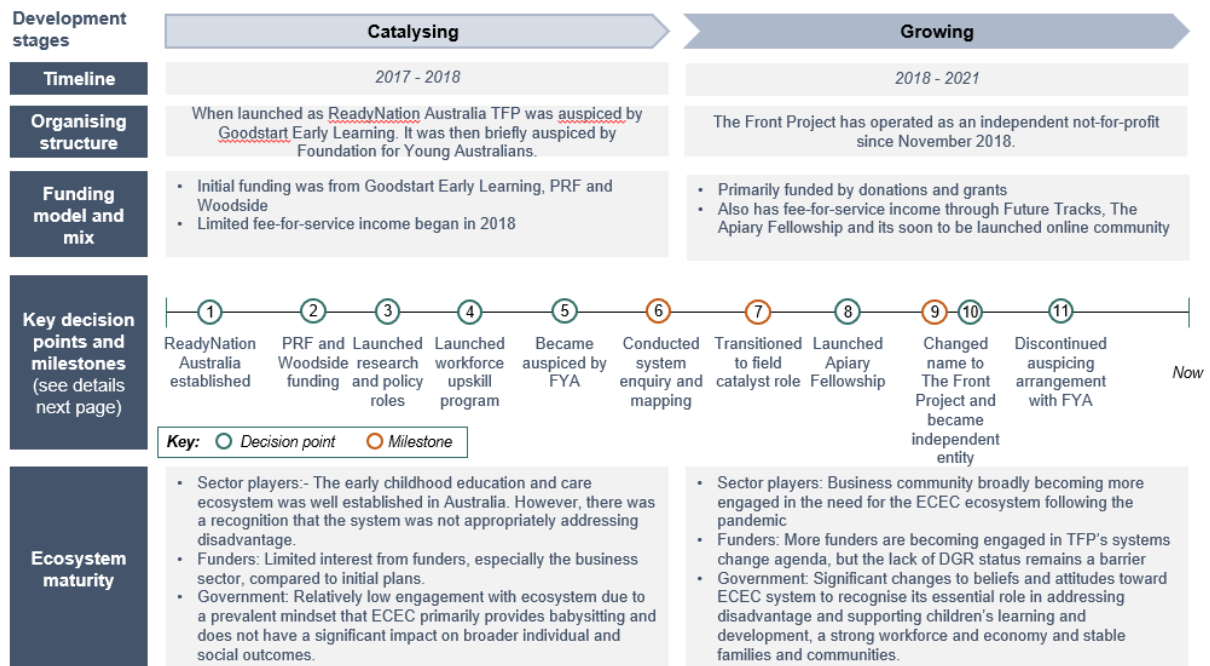 Development
stages
Catalysing
Growing
Timeline
2017 - 2018
2018 - 2021
Organising
structure
When launched as ReadyNation Australia TFP was auspiced by
Goodstart Early Learning. It was then briefly auspiced by
Foundation for Young Australians.
The Front Project has operated as an independent not-for-profit
since November 2018.
Funding
model and
mix
• Initial funding was from Goodstart Early Learning, PRF and
Woodside
• Limited fee-for-service income began in 2018
• Primarily funded by donations and grants
• Also has fee-for-service income through Future Tracks, The
Apiary Fellowship and its soon to be launched online community
Key decision
points and
milestones
(see details
next page)
1
ReadyNation
Australia
established
2
PRF and
Woodside
funding
3
Launched
research
and policy
roles
4
Launched
workforce
upskill
program
5
Became
auspiced by
FYA
6
Conducted
system
enquiry and
mapping
7
Transitioned
to field
catalyst role
8
Launched
Apiary
Fellowship
9
10
Changed
name to
The Front
Project and
became
independent
entity
11
Discontinued
auspicing
arrangement
with FYA
Now
Key: Decision point Milestone
Ecosystem
maturity
• Sector players:- The early childhood education and care
ecosystem was well established in Australia. However, there was
a recognition that the system was not appropriately addressing
disadvantage.
• Funders: Limited interest from funders, especially the business
sector, compared to initial plans.
• Government: Relatively low engagement with ecosystem due to
a prevalent mindset that ECEC primarily provides babysitting and
does not have a significant impact on broader individual and
social outcomes.
• Sector players: Business community broadly becoming more
engaged in the need for the ECEC ecosystem following the
pandemic
• Funders: More funders are becoming engaged in TFP's systems
change agenda, but the lack of DGR status remains a barrier
• Government: Significant changes to beliefs and attitudes toward
ECEC system to recognise its essential role in addressing
disadvantage and supporting children's learning and
development, a strong workforce and economy and stable
families and communities.